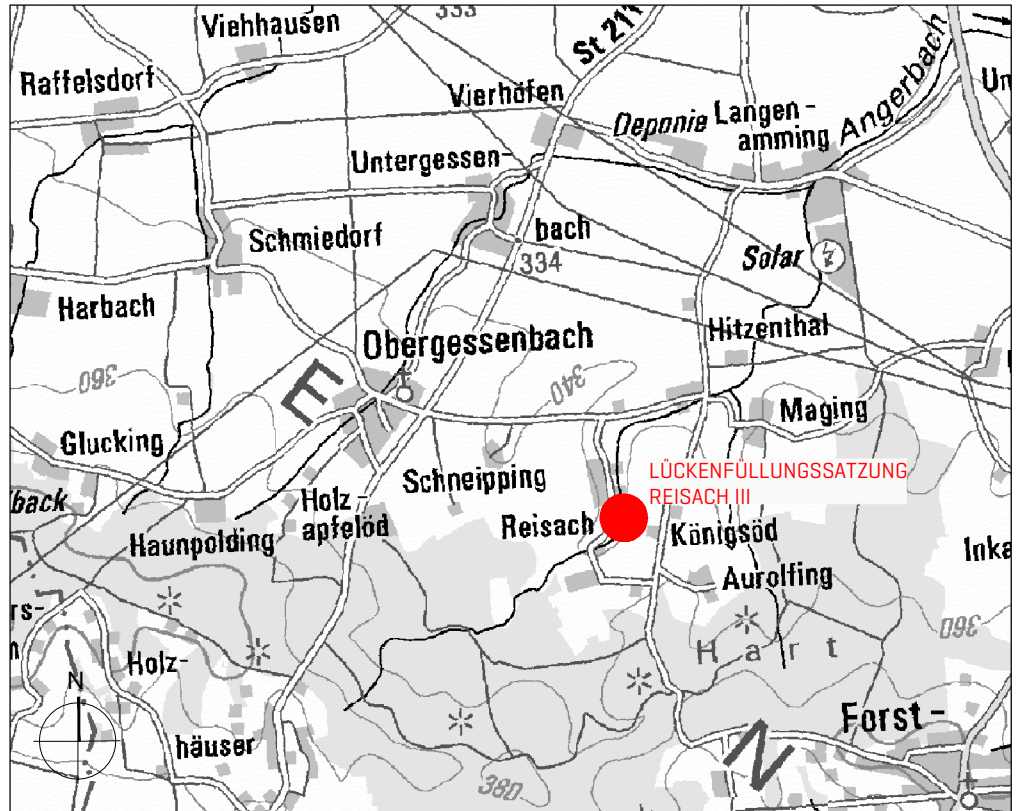 Viehhausen
333
St 211
Raffelsdorf
Vierhöfen
Deponie
Langen-
amming
Angerbach
Un
Untergessen-
bach
Schmiedorf
334
Solar
Harbach
Hitzenthal
Obergessenbach
360
E
340
Maging
Glucking
Schneipping
LÜCKENFÜLLUNGSSATZUNG
REISACH III
back
Holz-
apfelöd
Reisach
Königsöd
Haunpolding
Inka
Aurolfing
rs-
n
360
Hart
Holz-
N
Forst-
häuser
N
380